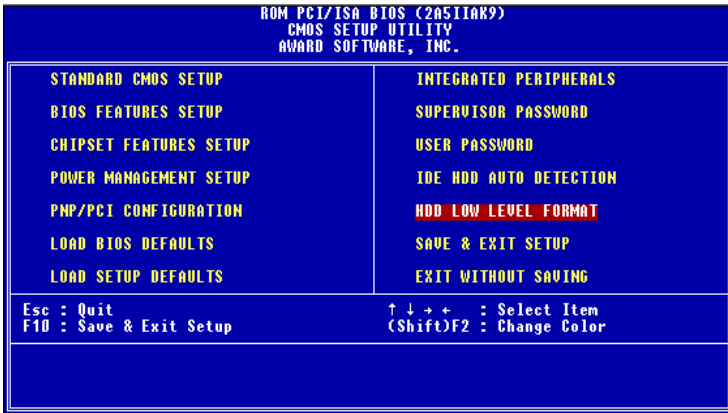 ROM PCI/ISA BIOS (2A5IIAK9)
CMOS SETUP UTILITY
AWARD SOFTWARE, INC.
STANDARD CMOS SETUP
BIOS FEATURES SETUP
CHIPSET FEATURES SETUP
POWER MANAGEMENT SETUP
PNP/PCI CONFIGURATION
LOAD BIOS DEFAULTS
LOAD SETUP DEFAULTS
INTEGRATED PERIPHERALS
SUPERVISOR PASSWORD
USER PASSWORD
IDE HDD AUTO DETECTION
HDD LOW LEVEL FORMAT
SAVE & EXIT SETUP
EXIT WITHOUT SAVING
Esc : Quit
F10 : Save & Exit Setup
↑ ↓ → ← : Select Item
(Shift)F2 : Change Color